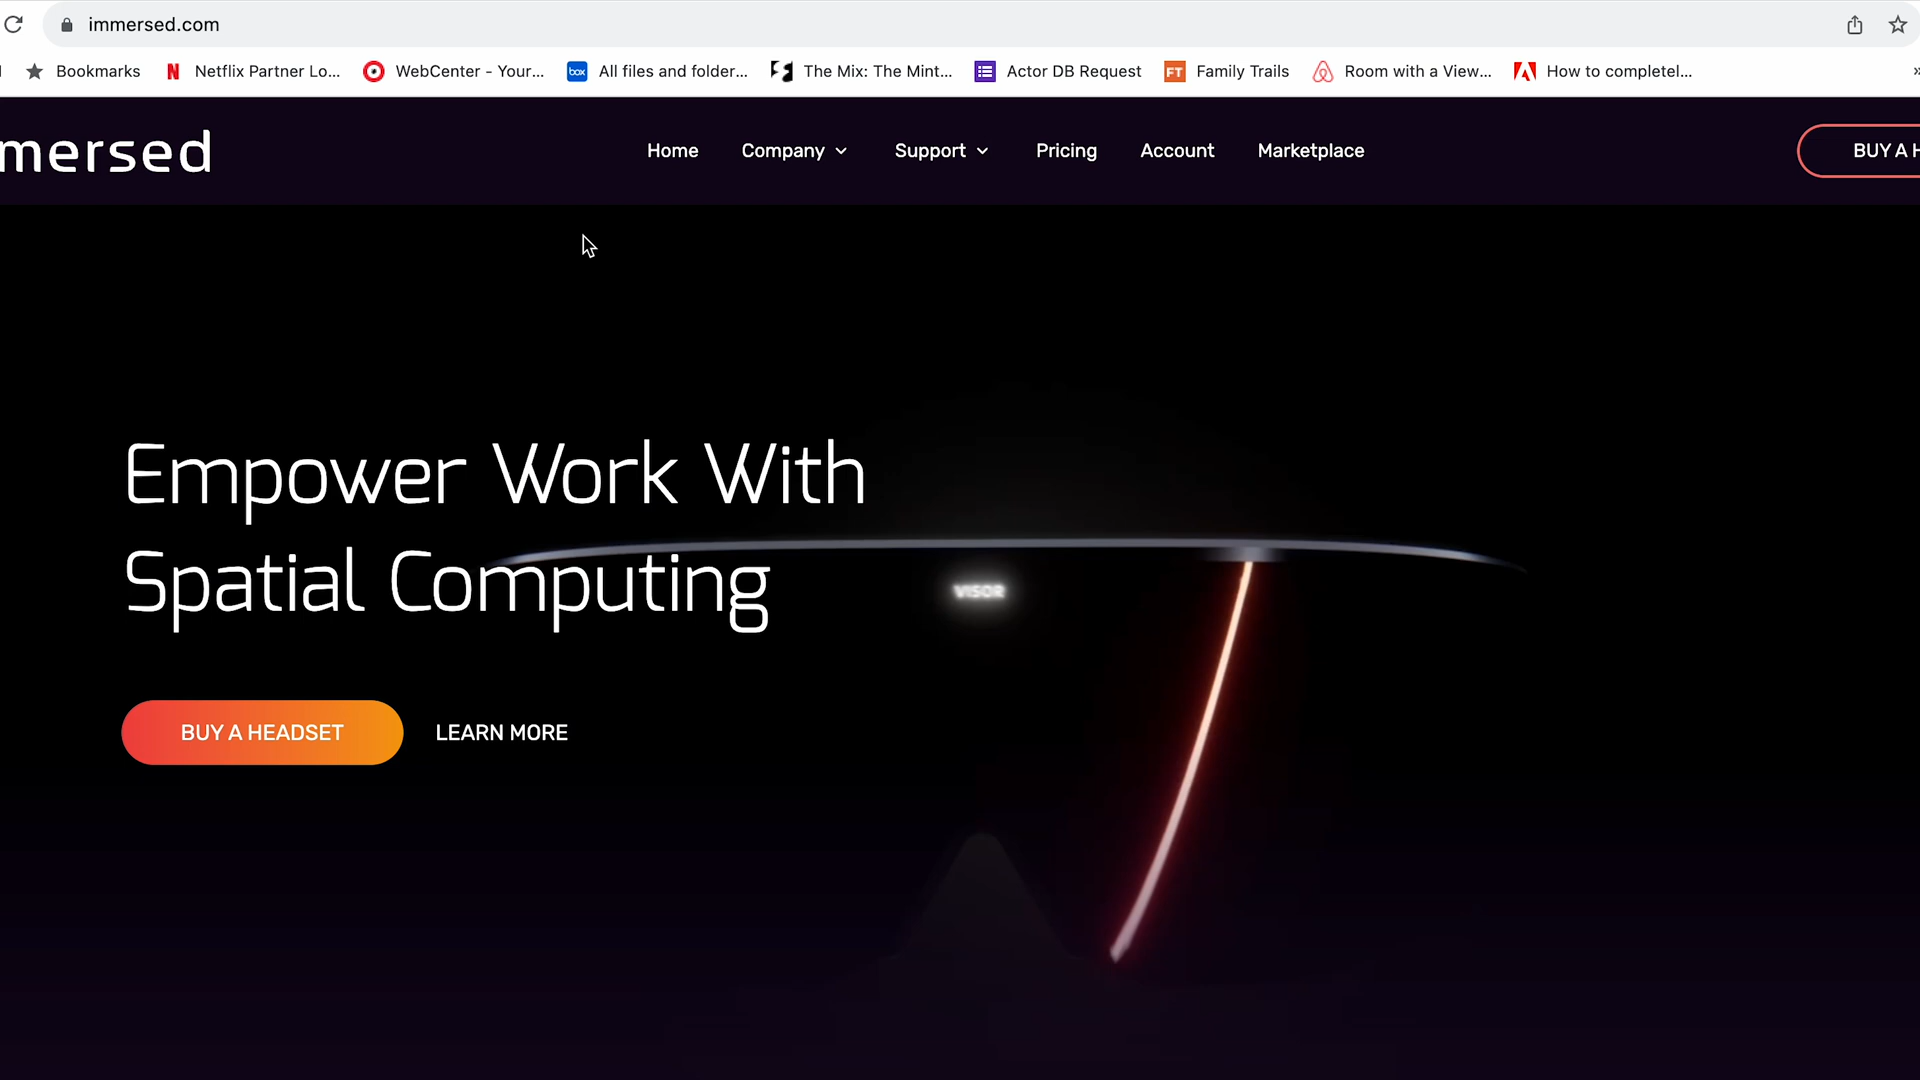 immersed.com
Bookmarks Netflix Partner Lo... WebCenter - Your... box All files and folder... The Mix: The Mint... Actor DB Request FT Family Trails Room with a View... How to completel...
mersed Home Company Support Pricing Account Marketplace BUY A H
Empower Work With
Spatial Computing
VISOR
BUY A HEADSET LEARN MORE